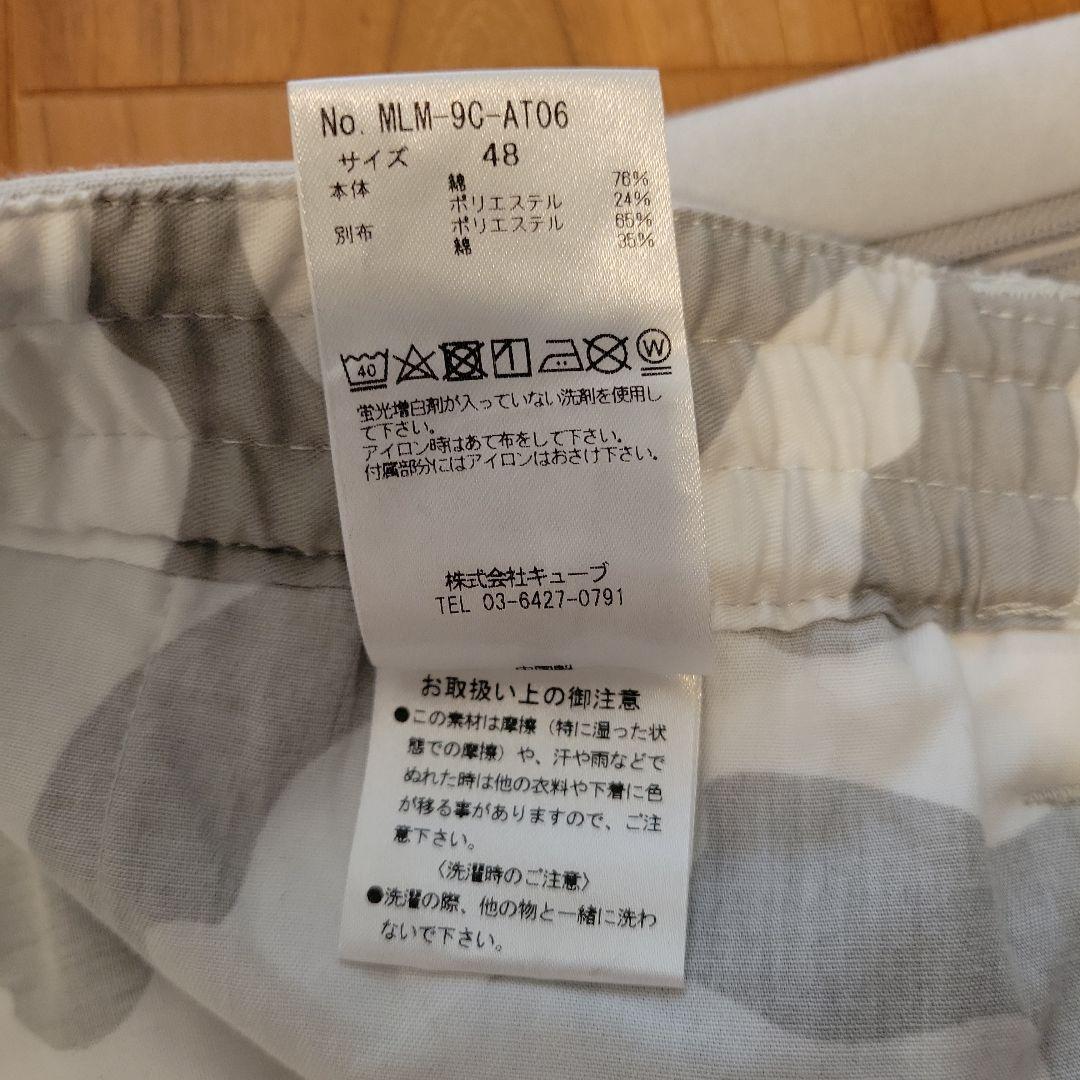 No. MLM-9C-AT06
サイズ 48
本体 綿 76%
ポリエステル 24%
別布 ポリエステル 65%
綿 35%
40
W
蛍光増白剤が入っていない洗剤を使用し
て下さい。
アイロン時はあて布をして下さい。
付属部分にはアイロンはおさけ下さい。
株式会社キューブ
TEL 03-6427-0791
お取扱い上の御注意
●この素材は摩擦（特に湿った状
態での摩擦）や、汗や雨などで
ぬれた時は他の衣料や下着に色
が移る事がありますので、ご注
意下さい。
〈洗濯時のご注意〉
●洗濯の際、他の物と一緒に洗わ
ないで下さい。